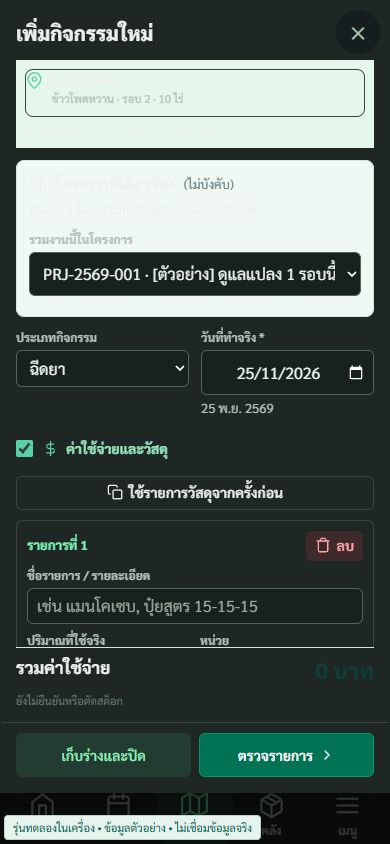 เพิ่มกิจกรรมใหม่
ข้าวโพดหวาน · รอบ 2 · 10 ไร่
โครงการที่เกี่ยวข้อง (ไม่บังคับ)
รวมงานนี้ในโครงการ
PRJ-2569-001 · [ตัวอย่าง] ดูแลแปลง 1 รอบนี้
ประเภทกิจกรรม
วันที่ทำจริง *
ฉีดยา
25/11/2026
25 พ.ย. 2569
$ ค่าใช้จ่ายและวัสดุ
ใช้รายการวัสดุจากครั้งก่อน
รายการที่ 1
ลบ
ชื่อรายการ / รายละเอียด
เช่น แมนโคเซบ, ปุ๋ยสูตร 15-15-15
ปริมาณที่ใช้จริง
หน่วย
รวมค่าใช้จ่าย
0 บาท
ยังไม่ยืนยันหรือตัดสต็อก
เก็บร่างและปิด
ตรวจรายการ
คลัง
เมนู
รุ่นทดลองในเครื่อง • ข้อมูลตัวอย่าง • ไม่เชื่อมข้อมูลจริง